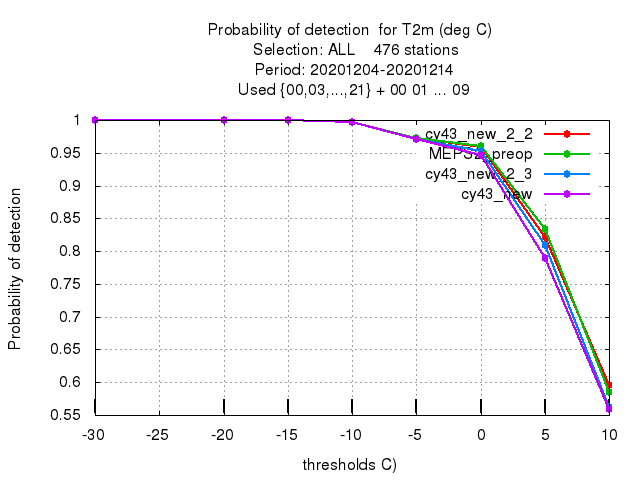 Probability of detection  for T2m (deg C)
Selection: ALL    476 stations
Period: 20201204-20201214
Used {00,03,...,21} + 00 01 ... 09
Probability of detection
1
0.95
0.9
0.85
0.8
0.75
0.7
0.65
0.6
0.55
cy43_new_2_2
preop
cy43_new_2_3
cy43_new
-30
-25
-20
-15
-10
-5
0
5
10
thresholds C)